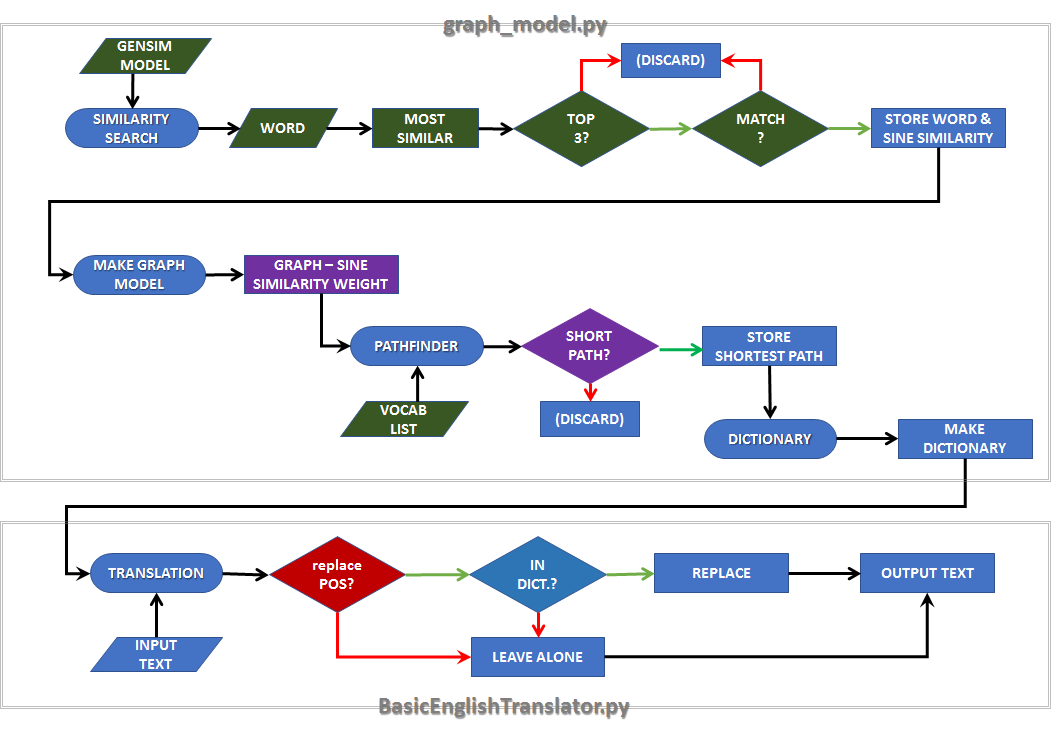 graph_model.py
GENSIM
MODEL
SIMILARITY
SEARCH
WORD
MOST
SIMILAR
TOP
3?
(DISCARD)
MATCH
?
STORE WORD &
SINE SIMILARITY
MAKE GRAPH
MODEL
GRAPH – SINE
SIMILARITY WEIGHT
PATHFINDER
VOCAB
LIST
SHORT
PATH?
(DISCARD)
STORE
SHORTEST PATH
DICTIONARY
MAKE
DICTIONARY
TRANSLATION
INPUT
TEXT
replace
POS?
IN
DICT.?
REPLACE
OUTPUT TEXT
LEAVE ALONE
BasicEnglishTranslator.py